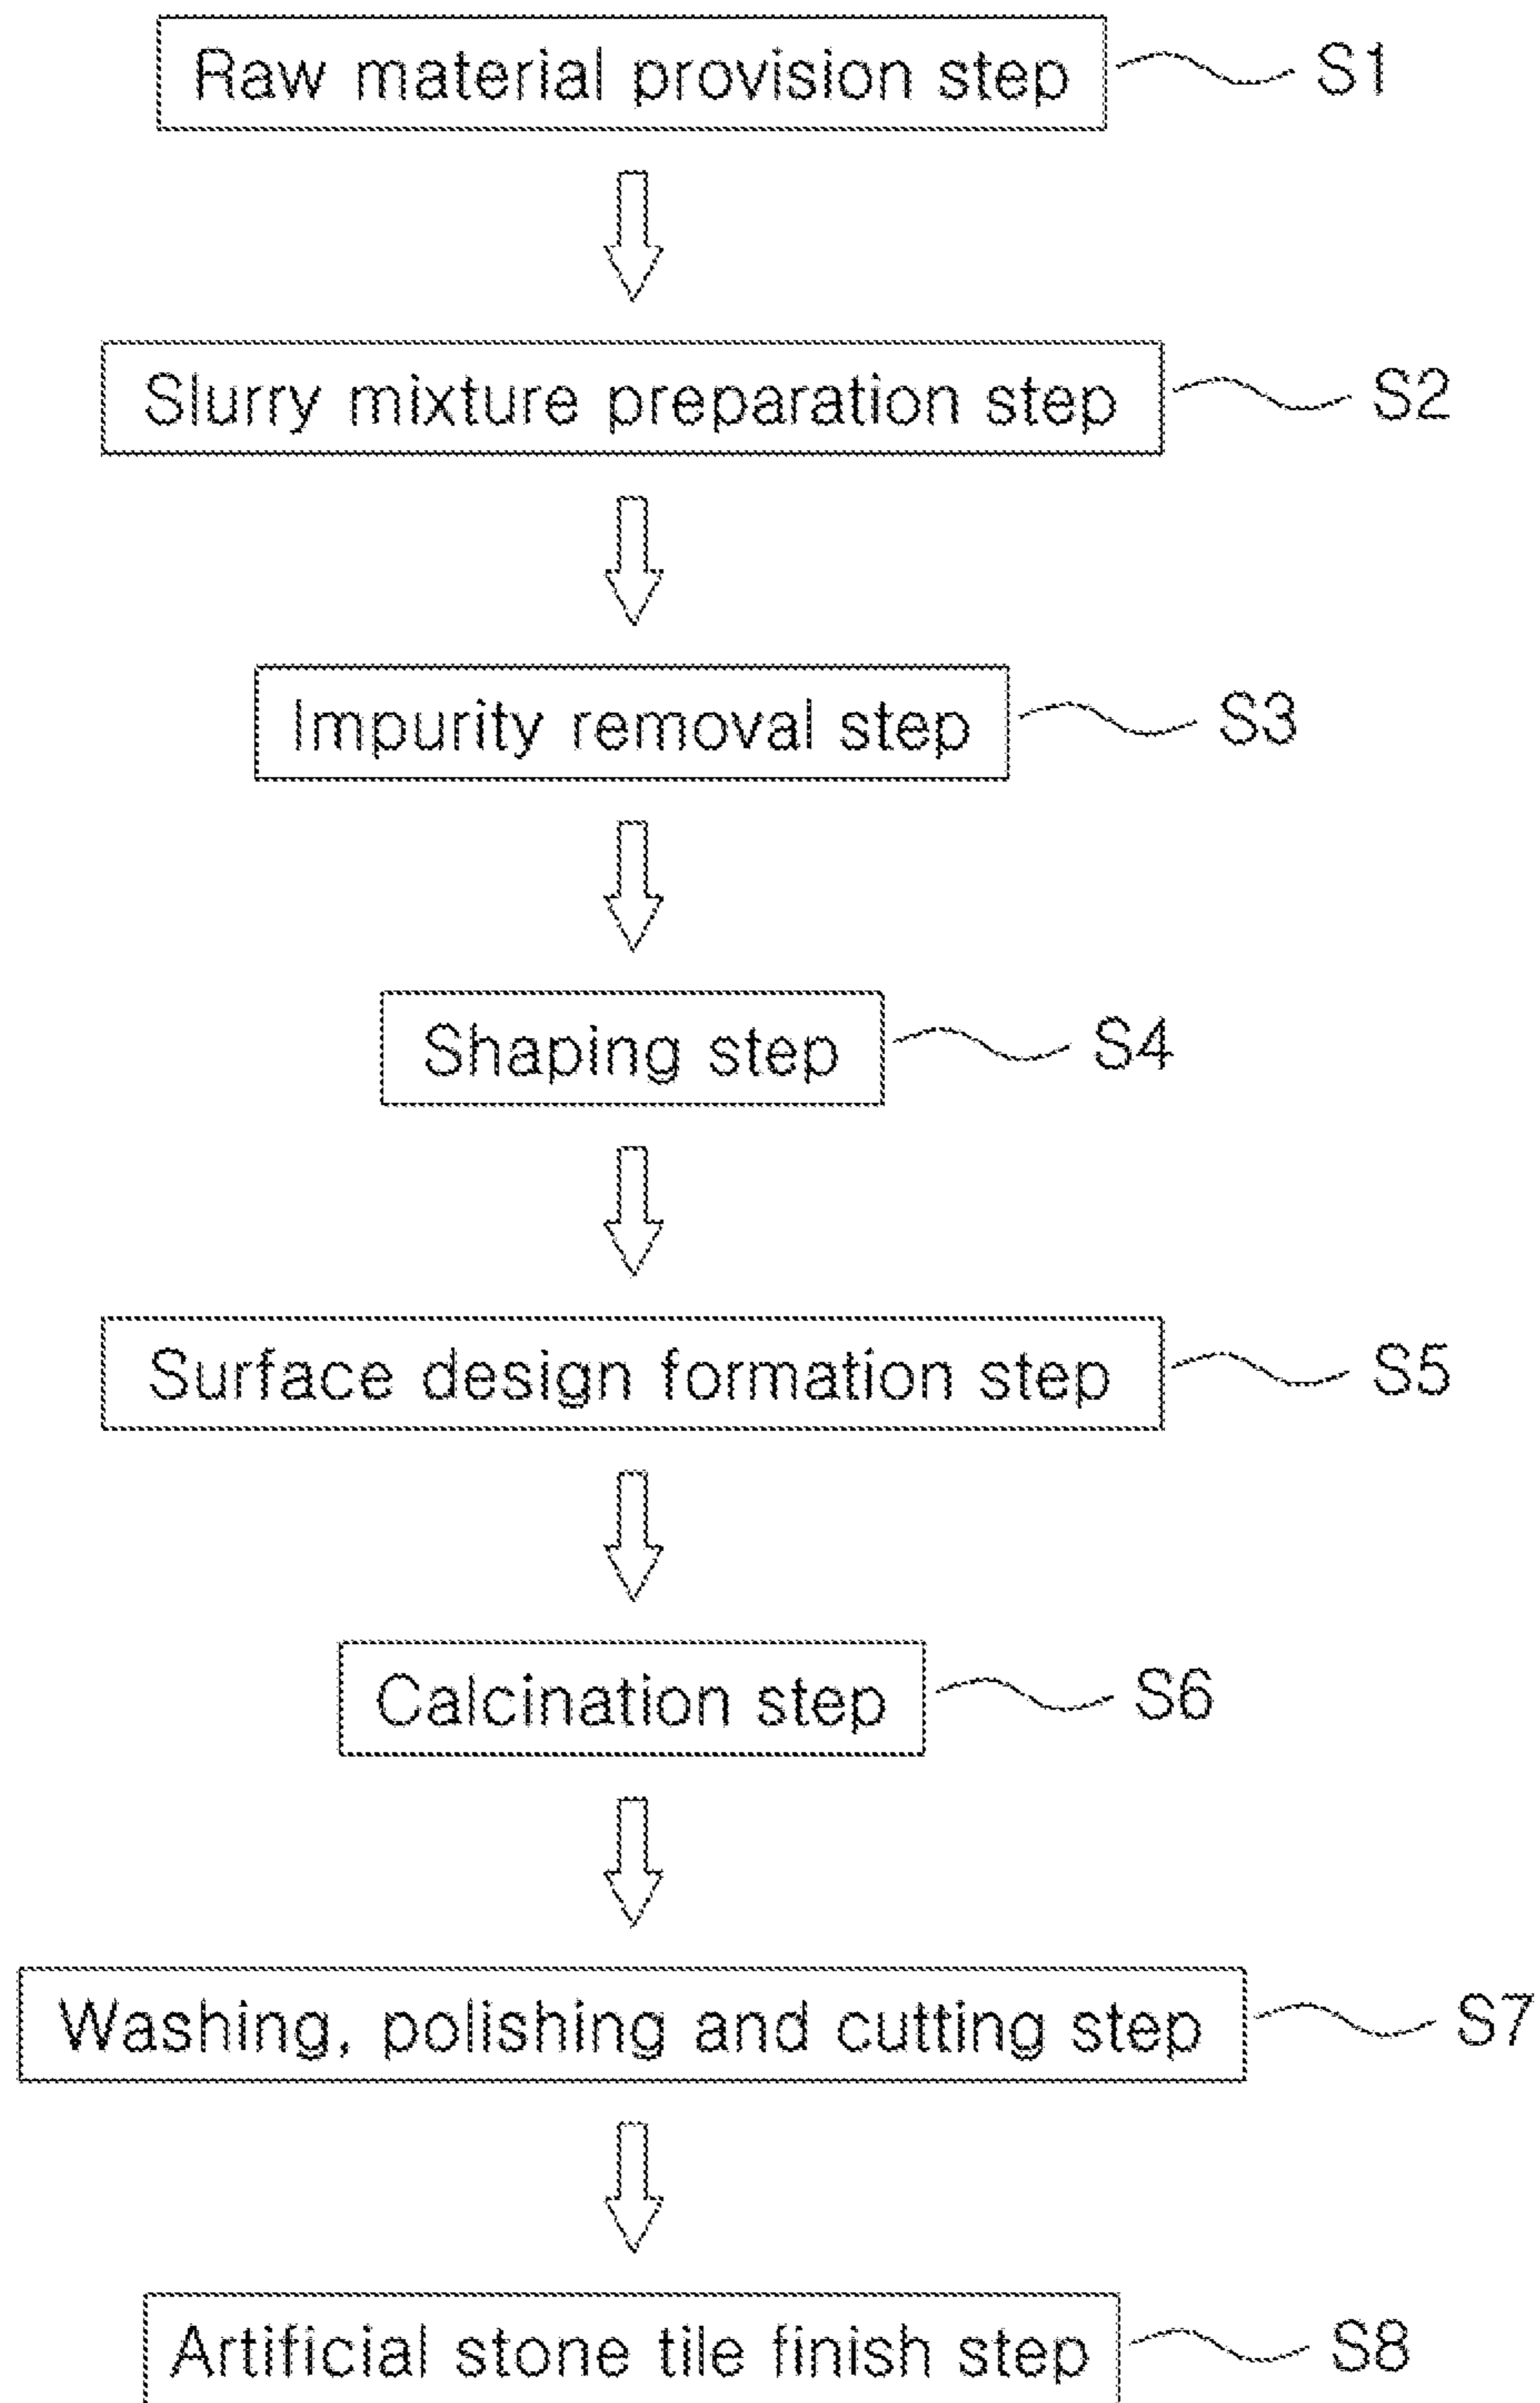 Raw material provision step S1
Slurry mixture preparation step S2
Impurity removal step S3
Shaping step S4
Surface design formation step S5
Calcination step S6
Washing, polishing and cutting step S7
Artificial stone tile finish step S8